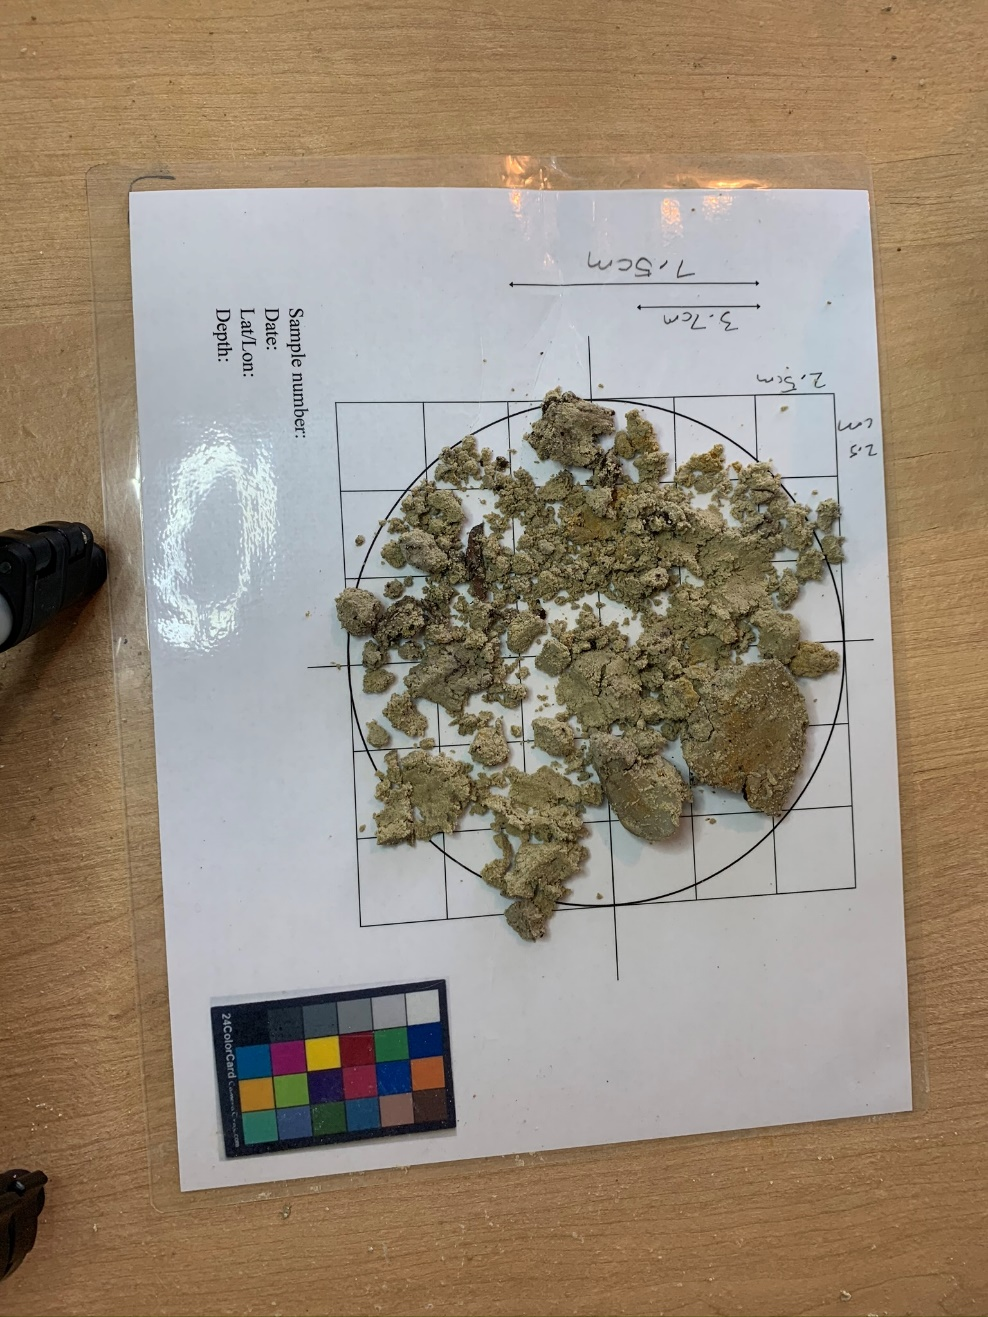 7.5cm
3.7cm
2.5cm
2.5
cm
Sample number:
Date:
Lat/Lon:
Depth:
24ColorCard